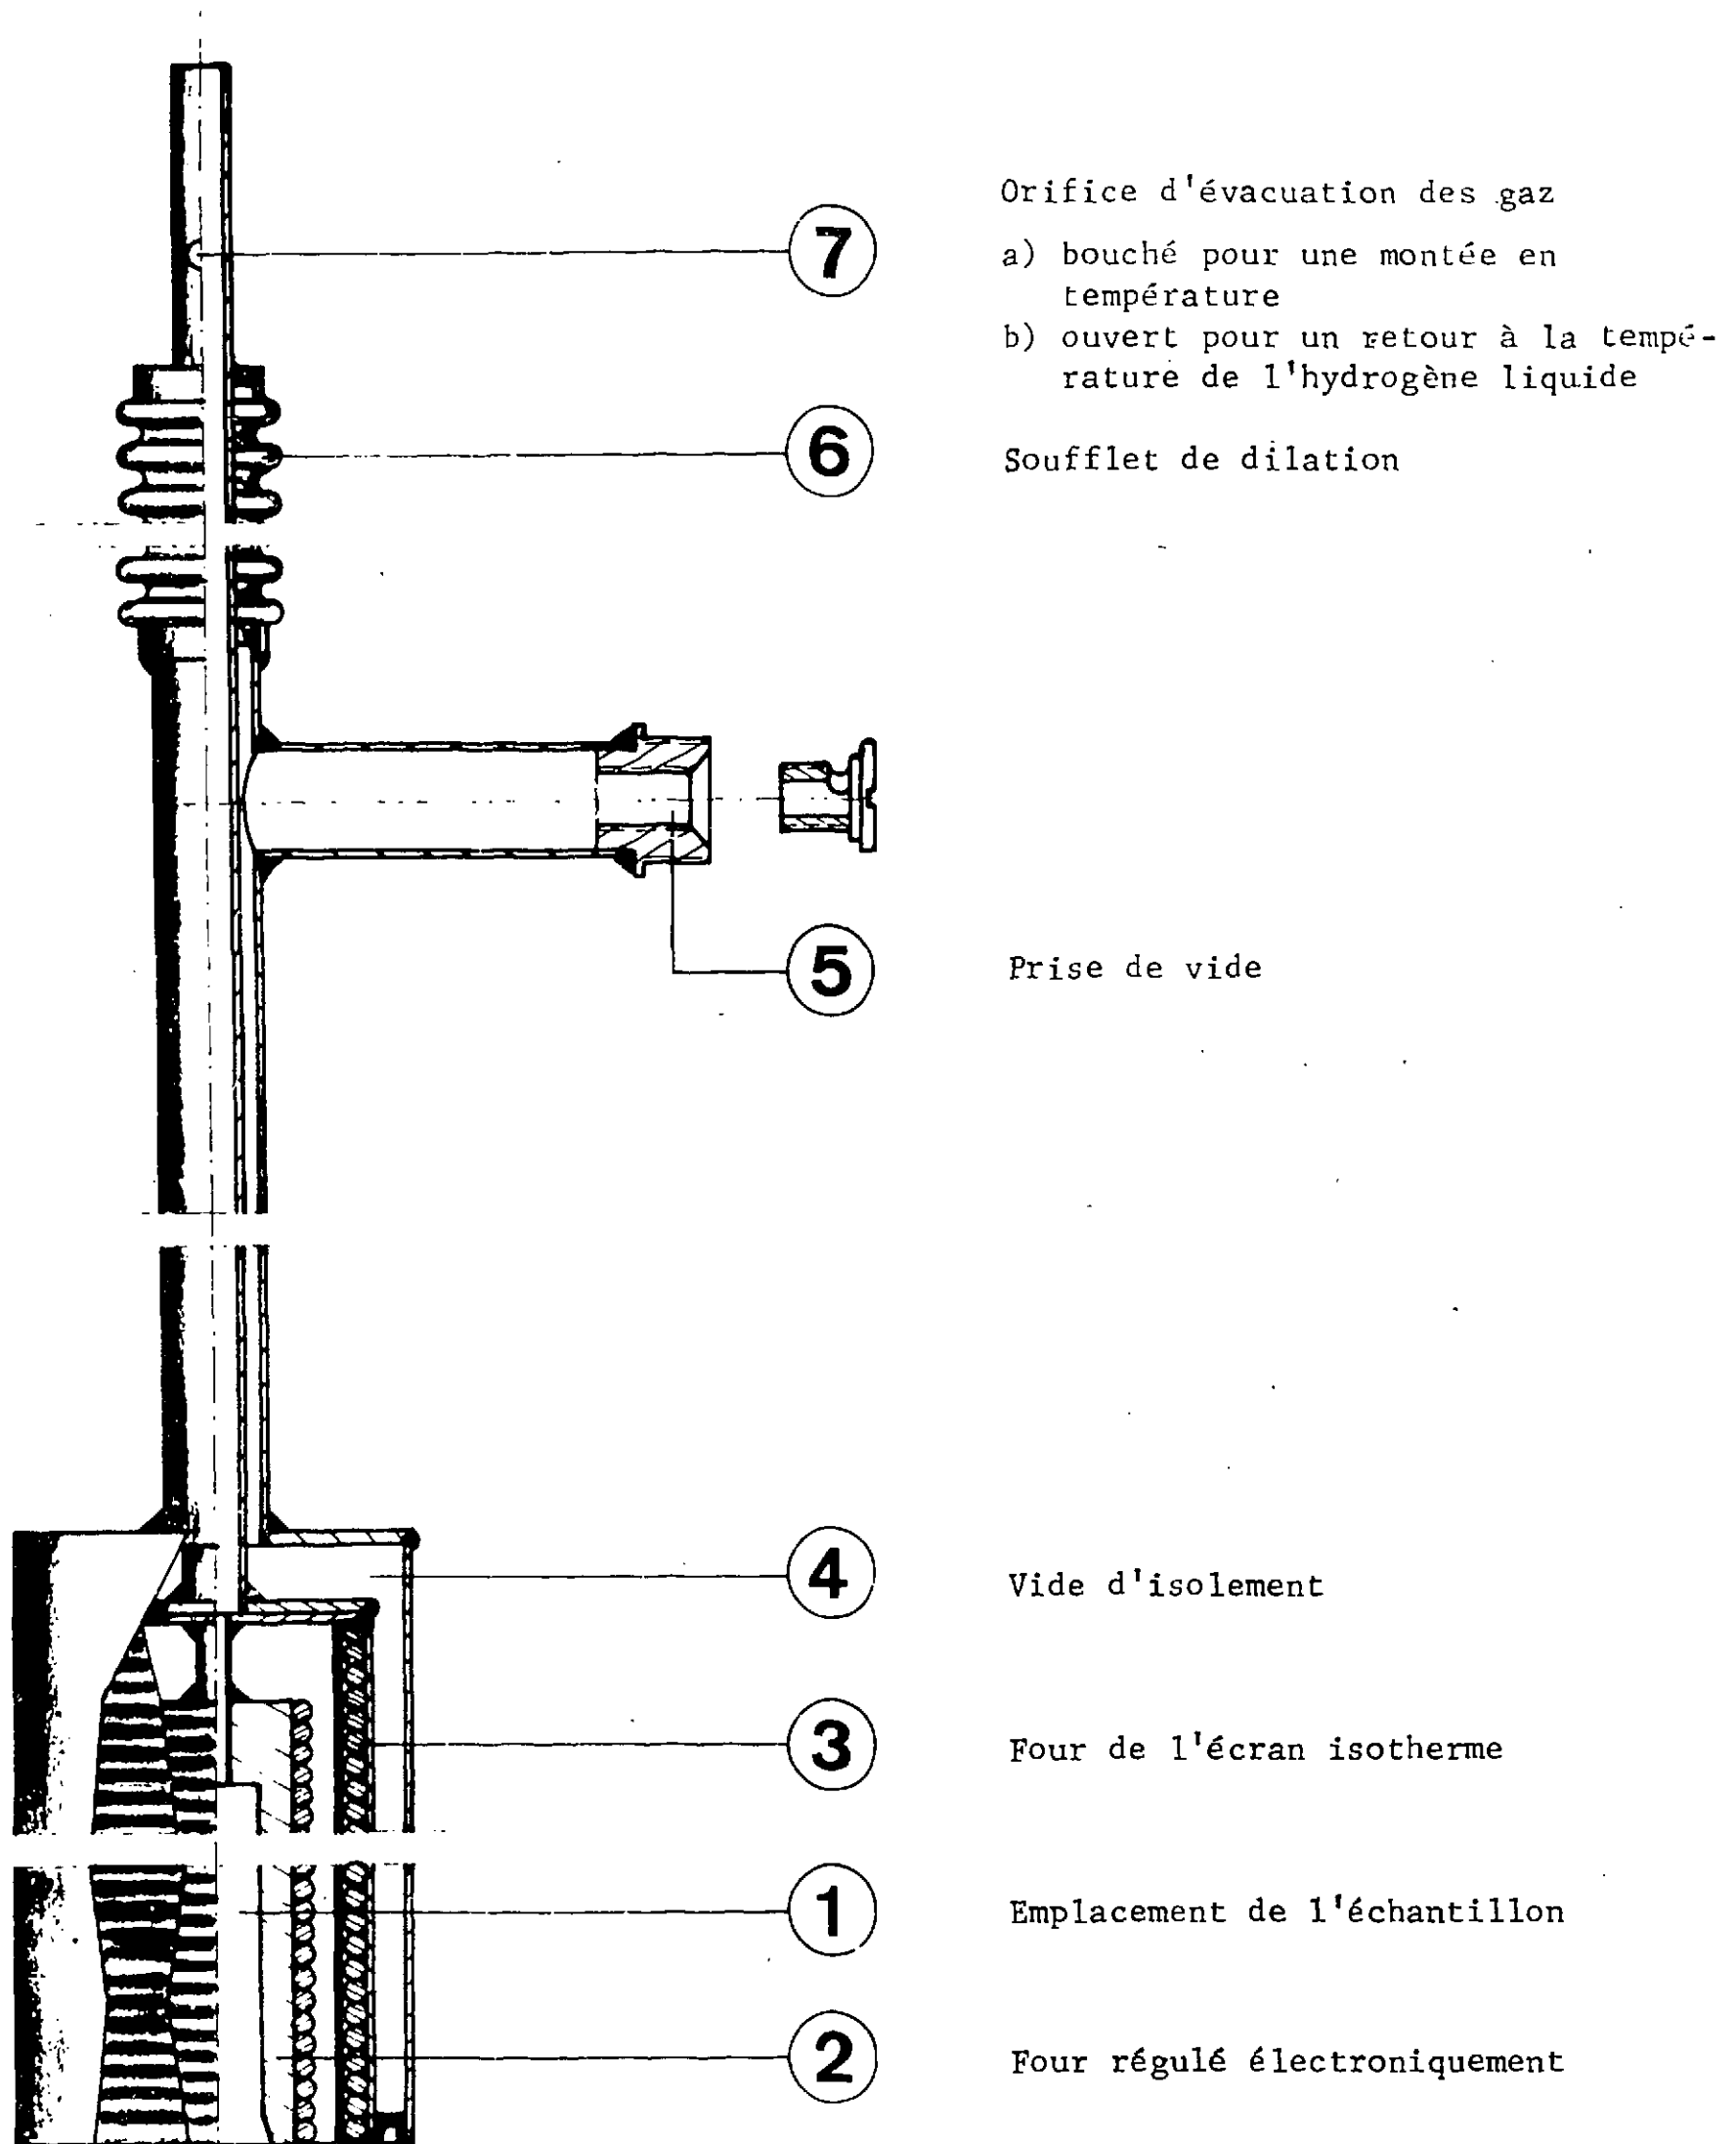 7
Orifice d'évacuation des gaz
a) bouché pour une montée en
température
b) ouvert pour un retour à la tempé-
rature de l'hydrogène liquide
6
Soufflet de dilation
5
Prise de vide
4
Vide d'isolement
3
Four de l'écran isotherme
1
Emplacement de l'échantillon
2
Four régulé électroniquement